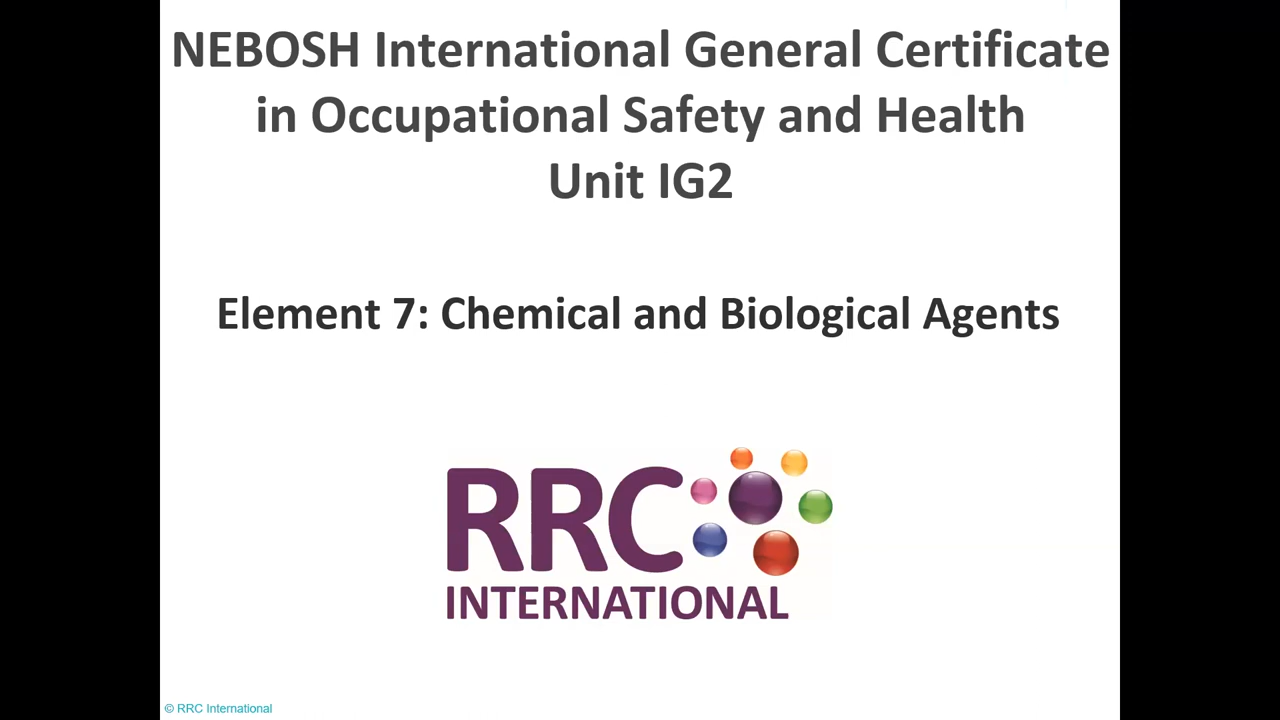 NEBOSH International General Certificate
in Occupational Safety and Health
Unit IG2
Element 7: Chemical and Biological Agents
RRC
INTERNATIONAL
© RRC International